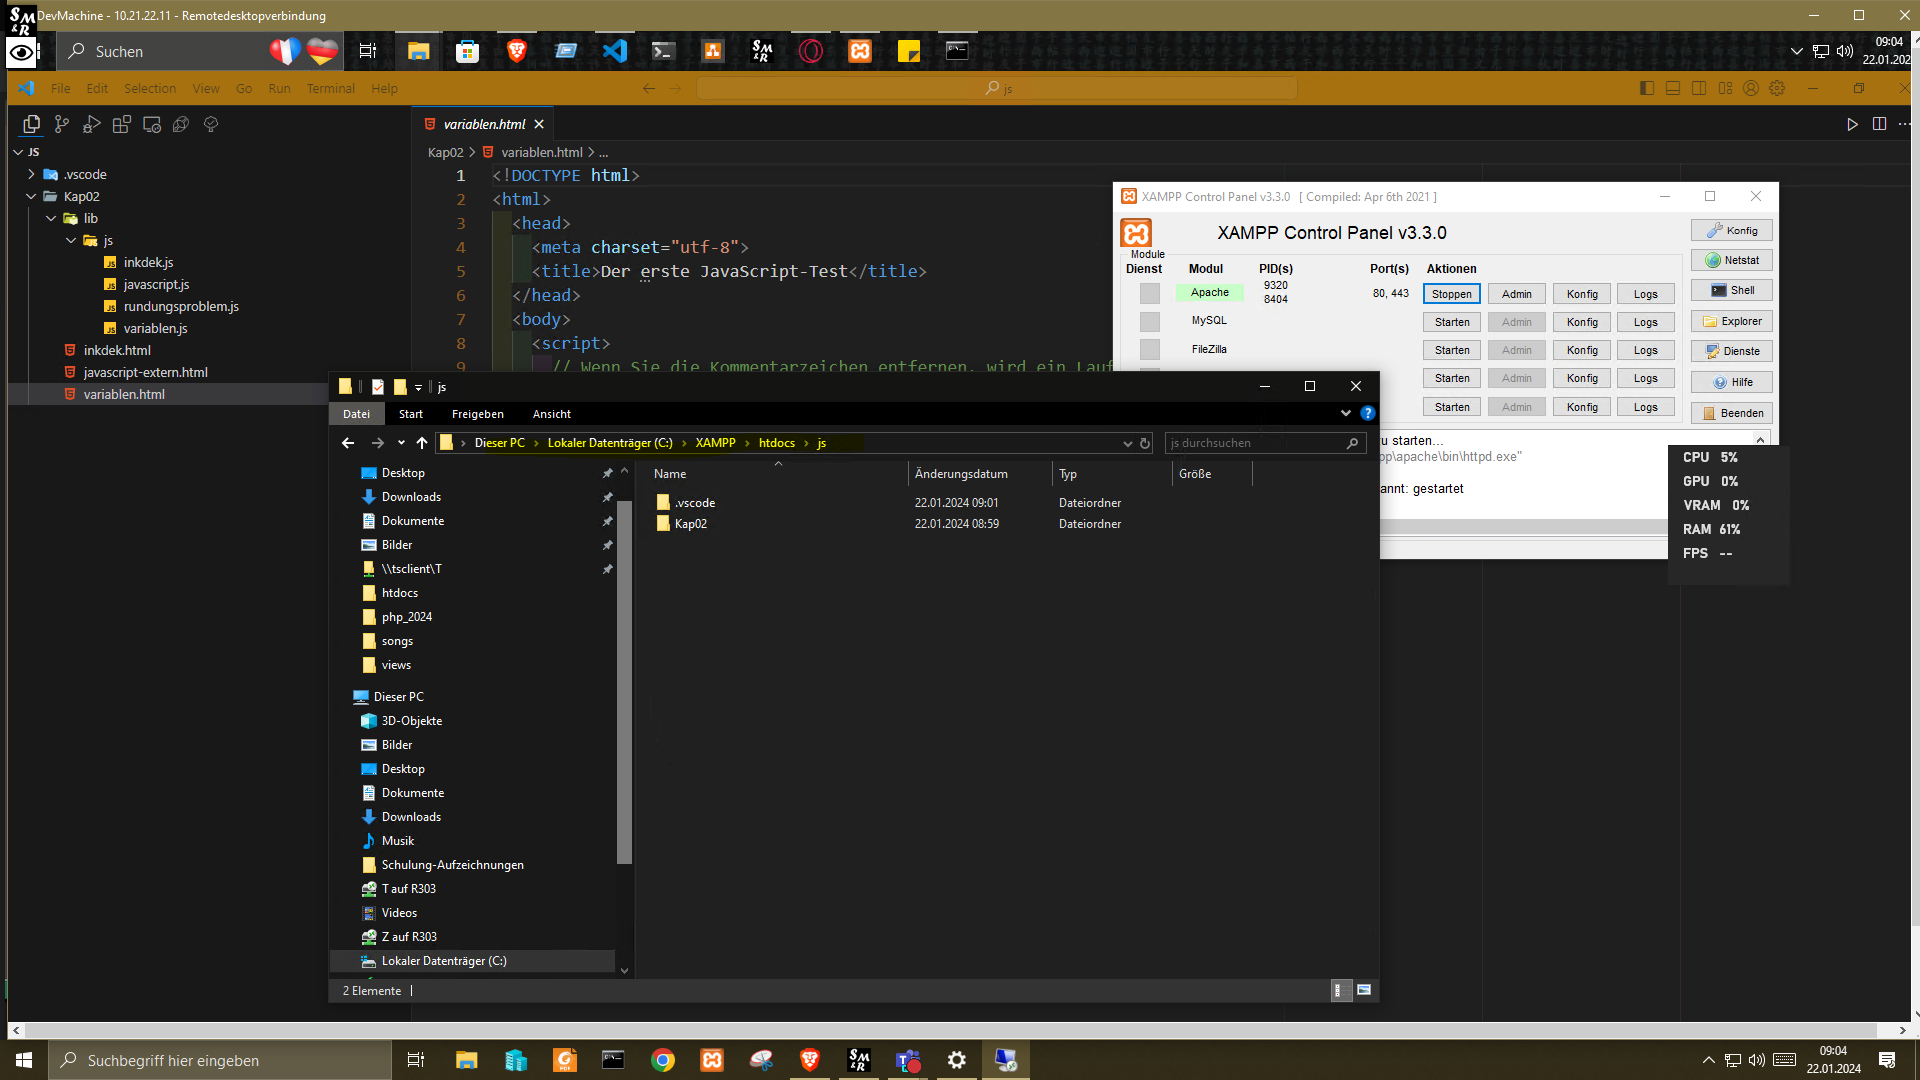 DevMachine - 10.21.22.11 - Remotedesktopverbindung
SM
&R
Suchen
SM
&R
09:04
22.01.202
File Edit Selection View Go Run Terminal Help
js
JS
.vscode
Kap02
lib
js
inkdek.js
javascript.js
rundungsproblem.js
variablen.js
inkdek.html
javascript-extern.html
variablen.html
variablen.html
Kap02 > variablen.html > ...
1 <!DOCTYPE html>
2 <html>
3 <head>
4 <meta charset="utf-8">
5 <title>Der erste JavaScript-Test</title>
6 </head>
7 <body>
8 <script>
9 // Wenn Sie die Kommentarzeichen entfernen, wird ein Lauf
XAMPP Control Panel v3.3.0 [ Compiled: Apr 6th 2021 ]
XAMPP Control Panel v3.3.0
Module
Dienst Modul PID(s) Port(s) Aktionen
Apache 9320 8404 80, 443 Stoppen Admin Konfig Logs
MySQL Starten Admin Konfig Logs
FileZilla Starten Admin Konfig Logs
Starten Admin Konfig Logs
Starten Admin Konfig Logs
Konfig
Netstat
Shell
Explorer
Dienste
Hilfe
Beenden
zu starten...
pp\apache\bin\httpd.exe"
annt: gestartet
CPU 5%
GPU 0%
VRAM 0%
RAM 61%
FPS --
js
Datei Start Freigeben Ansicht
Dieser PC > Lokaler Datenträger (C:) > XAMPP > htdocs > js
js durchsuchen
Desktop
Downloads
Dokumente
Bilder
\\tsclient\T
htdocs
php_2024
songs
views
Dieser PC
3D-Objekte
Bilder
Desktop
Dokumente
Downloads
Musik
Schulung-Aufzeichnungen
T auf R303
Videos
Z auf R303
Lokaler Datenträger (C:)
Name Änderungsdatum Typ Größe
.vscode 22.01.2024 09:01 Dateiordner
Kap02 22.01.2024 08:59 Dateiordner
2 Elemente
Suchbegriff hier eingeben
PDF
SM
&R
09:04
22.01.2024